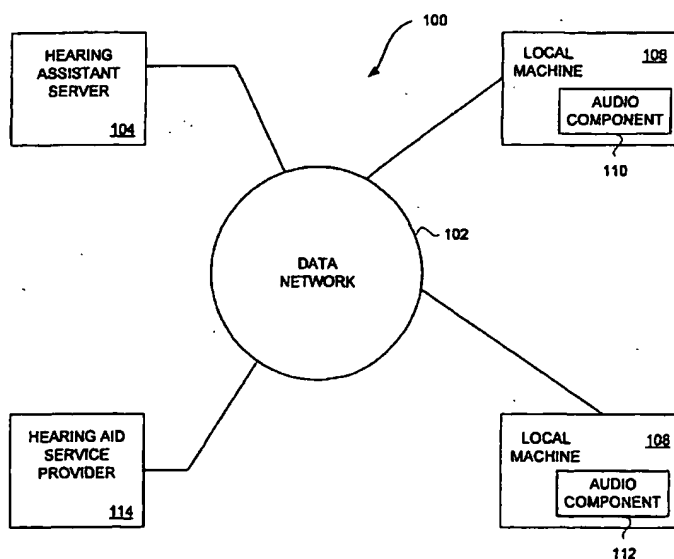 100
HEARING
ASSISTANT
SERVER
104
LOCAL
MACHINE
108
AUDIO
COMPONENT
110
102
DATA
NETWORK
HEARING AID
SERVICE
PROVIDER
114
LOCAL
MACHINE
108
AUDIO
COMPONENT
112